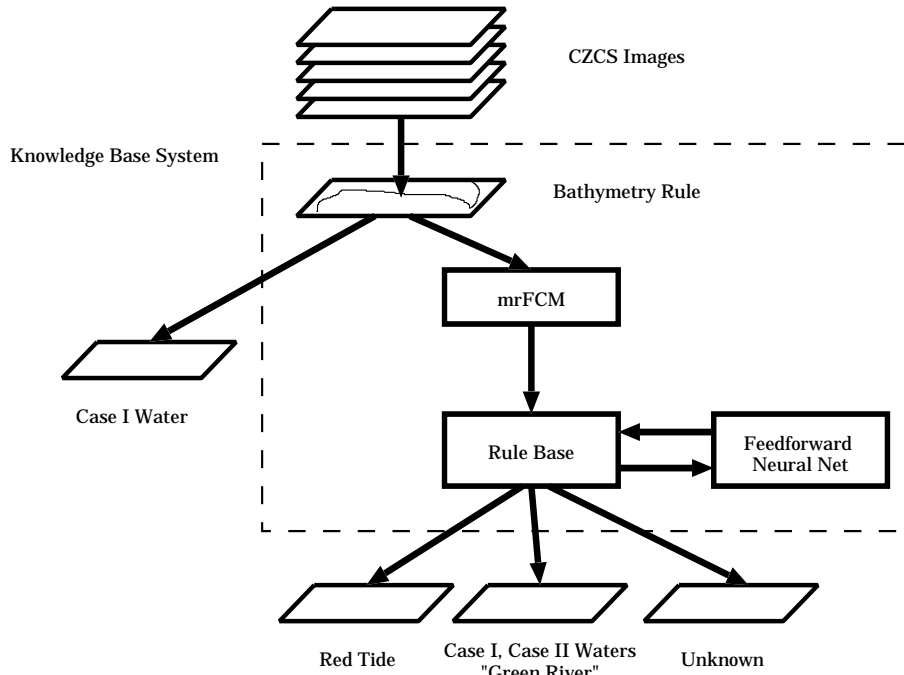 CZCS Images
Knowledge Base System
Bathymetry Rule
mrFCM
Case I Water
Rule Base
Feedforward
Neural Net
Red Tide
Case I, Case II Waters
"Green River"
Unknown